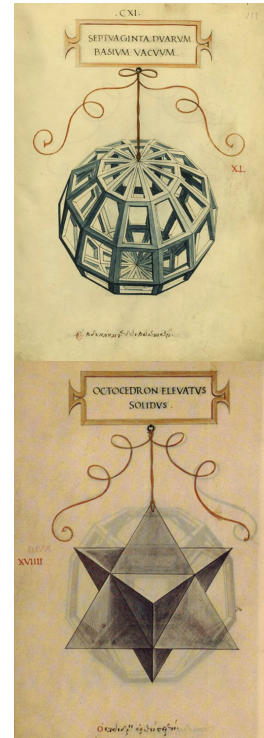 .CXI.
SEPTVAGINTA DVARVM
BASIVM VACVVM
XL
OCTOCEDRON ELEVATVS
SOLIDVS.
XVIIII